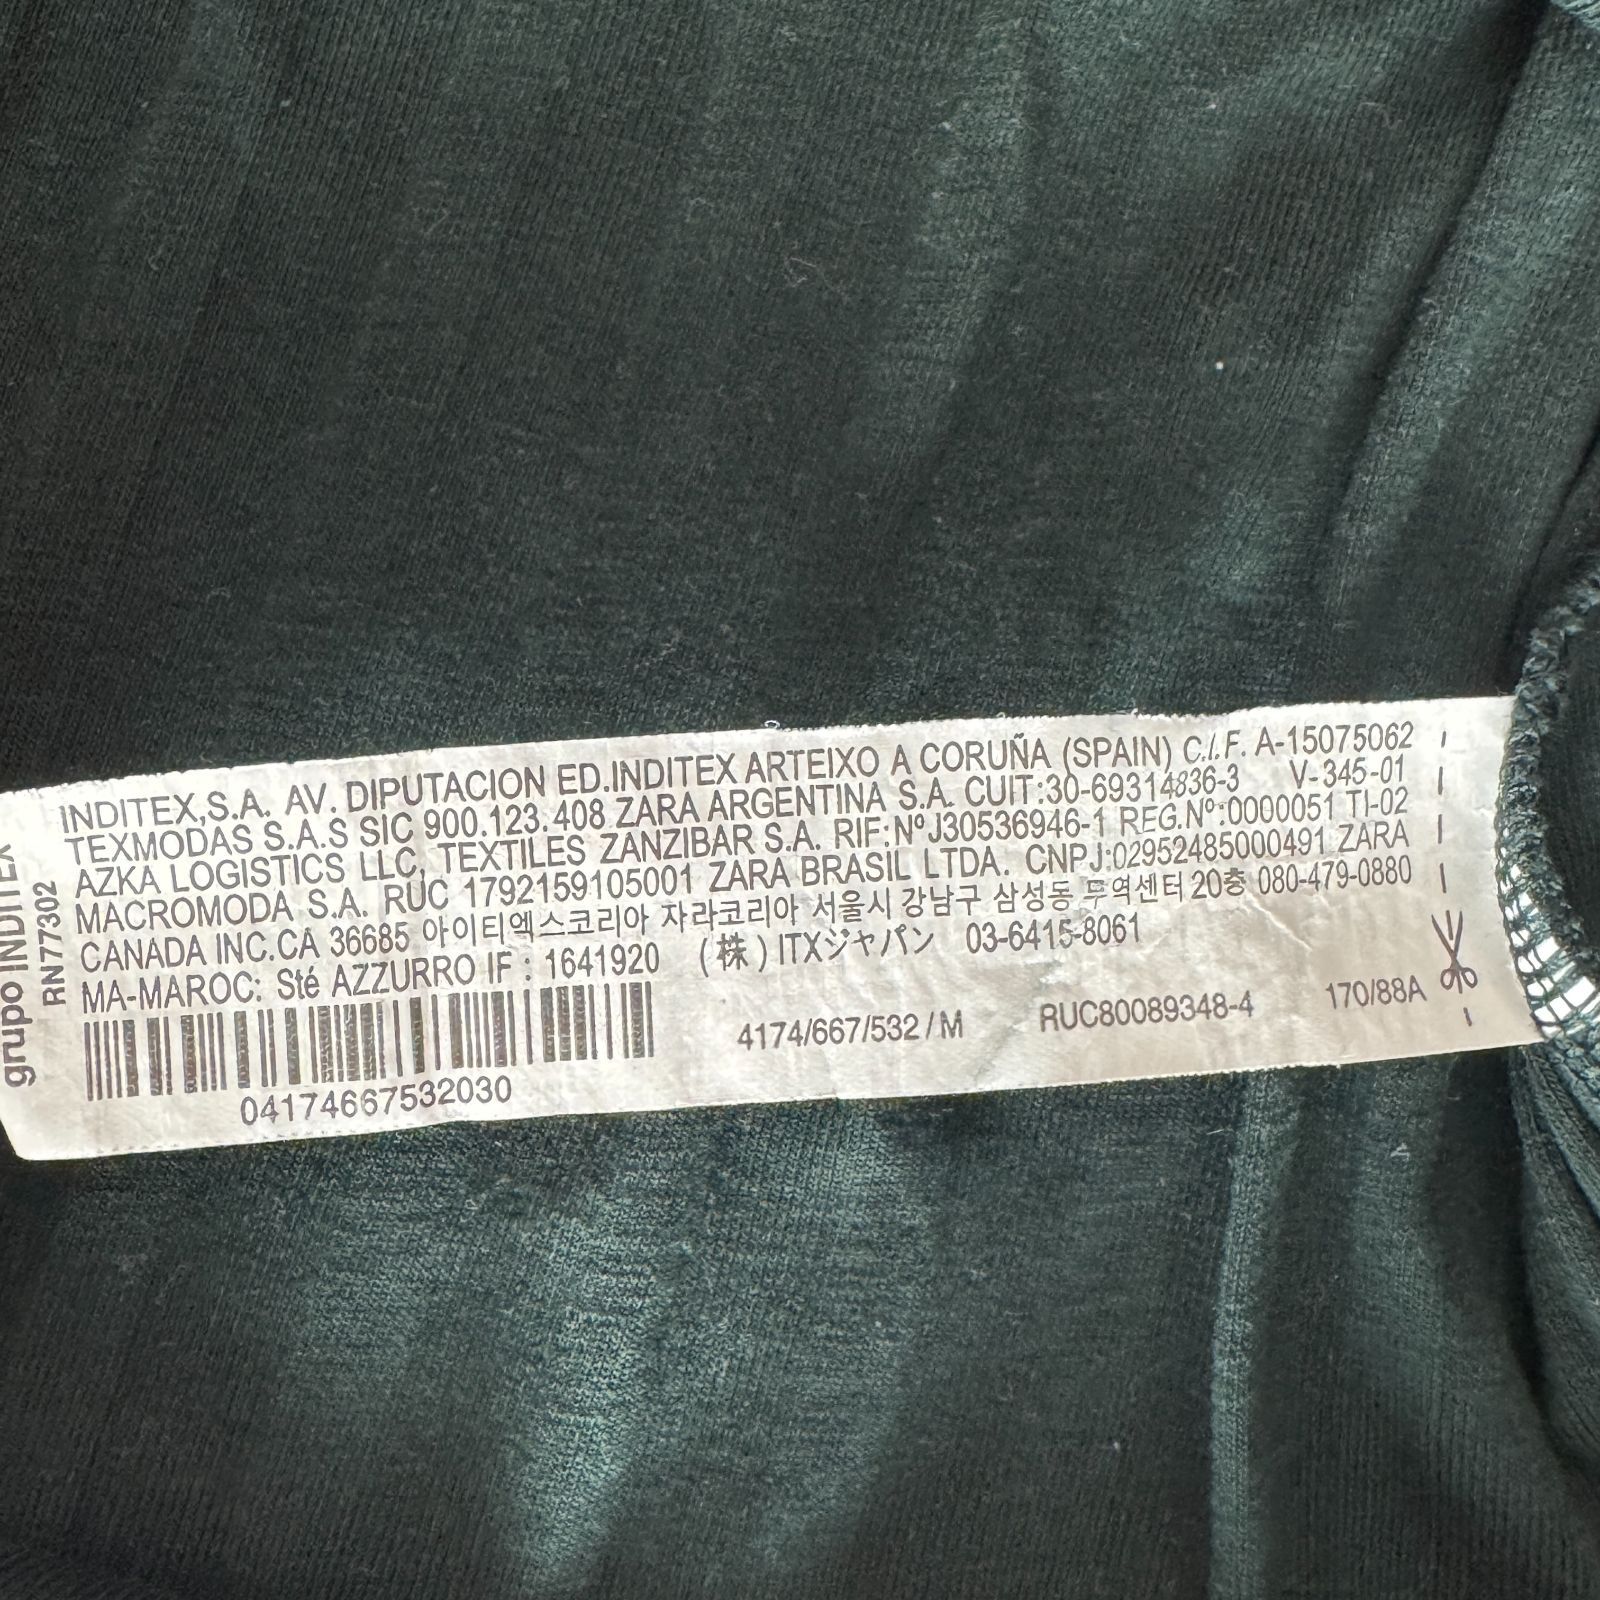 grupo INDITEX
RN77302
INDITEX,S.A. AV. DIPUTACION ED.INDITEX ARTEIXO A CORUÑA (SPAIN) C.I.F. A-15075062
TEXMODAS S.A.S SIC 900.123.408 ZARA ARGENTINA S.A. CUIT:30-69314836-3 V-345-01
AZKA LOGISTICS LLC, TEXTILES ZANZIBAR S.A. RIF:NºJ30536946-1 REG.Nº:0000051 TI-02
MACROMODA S.A. RUC 1792159105001 ZARA BRASIL LTDA. CNPJ:02952485000491 ZARA
CANADA INC.CA 36685 아이티엑스코리아 자라코리아 서울시 강남구 삼성동 무역센터 20층 080-479-0880
MA-MAROC: Sté AZZURRO IF : 1641920 (株) ITXジャパン 03-6415-8061
4174/667/532 / M RUC80089348-4 170/88A
04174667532030